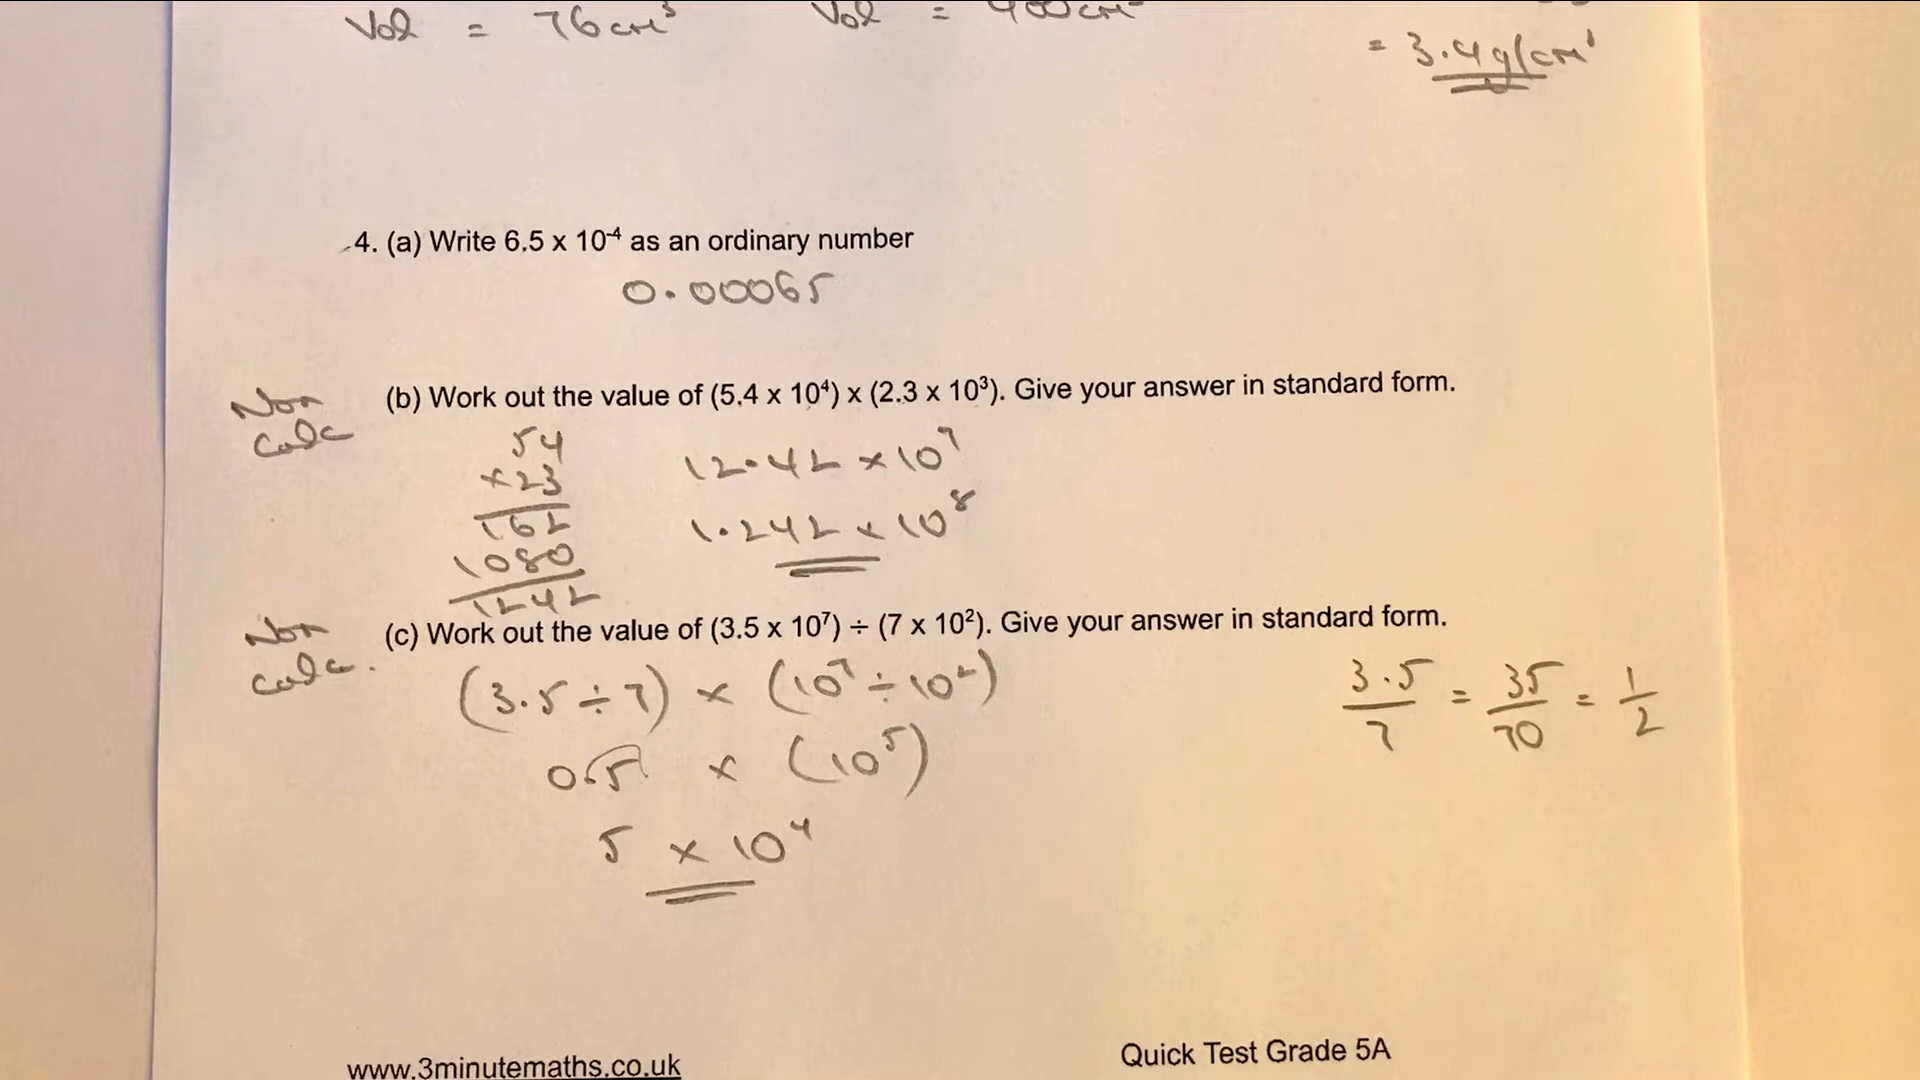 Vol = 76cm³ Vol = 400cm³
= 3.4g/cm³
4. (a) Write 6.5 x 10⁻⁴ as an ordinary number
0.00065
Non
Calc
(b) Work out the value of (5.4 x 10⁴) x (2.3 x 10³). Give your answer in standard form.
54
×23
162
1080
1242
12.42 × 10⁷
1.242 × 10⁸
Non
Calc.
(c) Work out the value of (3.5 x 10⁷) ÷ (7 x 10²). Give your answer in standard form.
(3.5 ÷ 7) × (10⁷ ÷ 10²)
0.5 × (10⁵)
5 × 10⁴
3.5/7 = 35/70 = 1/2
www.3minutemaths.co.uk
Quick Test Grade 5A